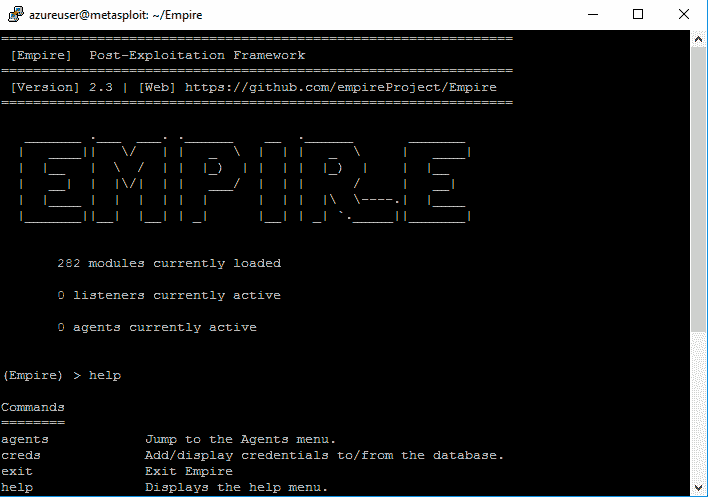 azureuser@metasploit: ~/Empire
================================================================
[Empire]  Post-Exploitation Framework
================================================================
[Version] 2.3 | [Web] https://github.com/empireProject/Empire
================================================================
EMPIRE
282 modules currently loaded
0 listeners currently active
0 agents currently active
(Empire) > help
Commands
========
agents            Jump to the Agents menu.
creds             Add/display credentials to/from the database.
exit              Exit Empire
help              Displays the help menu.